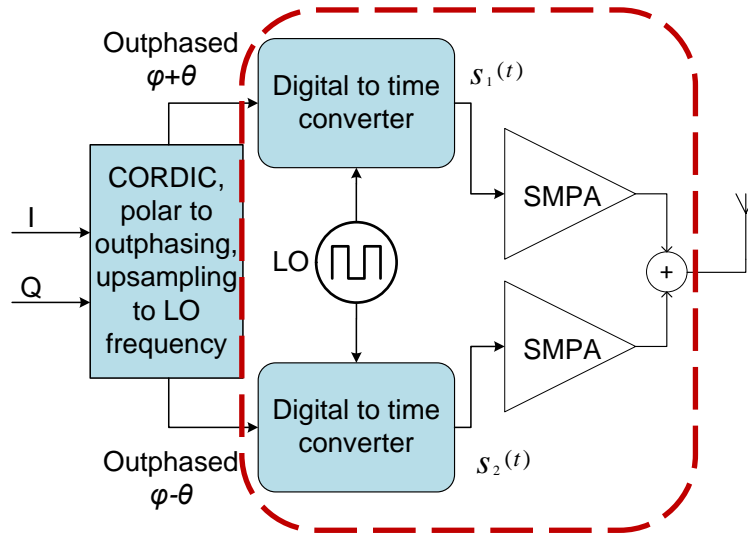 Outphased
φ+θ
Digital to time
converter
s₁(t)
CORDIC,
polar to
outphasing,
upsampling
to LO
frequency
I
Q
LO
SMPA
+
SMPA
Digital to time
converter
Outphased
φ-θ
s₂(t)